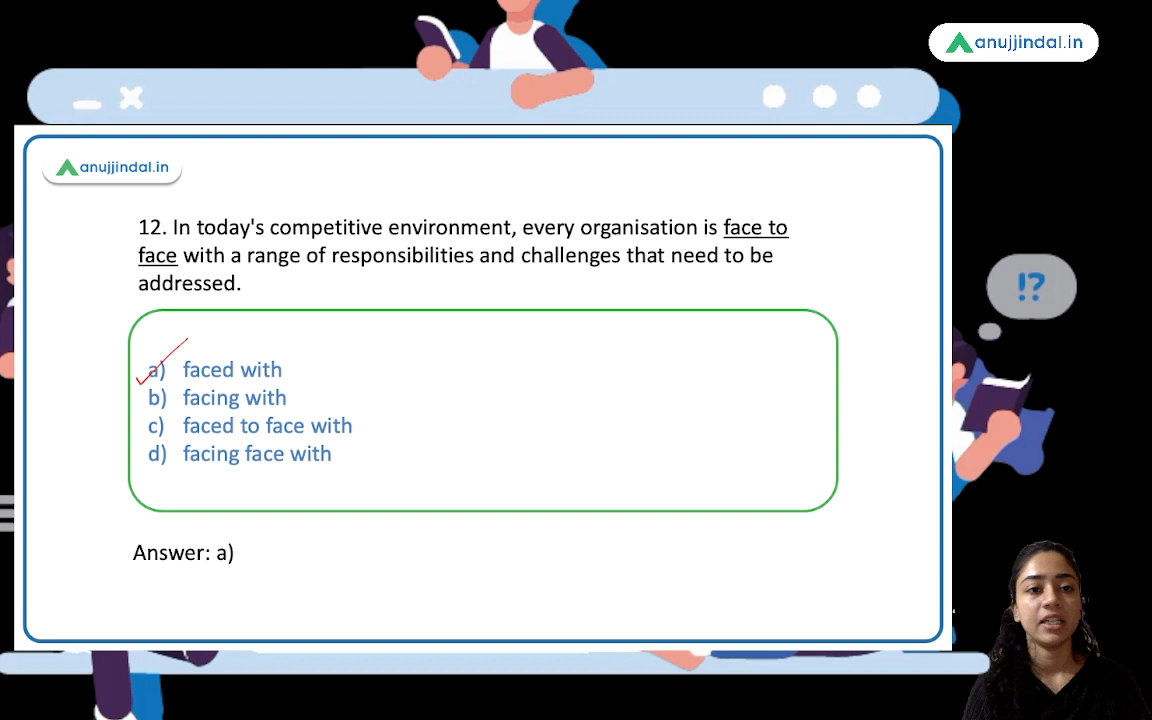 anujjindal.in
anujjindal.in
12. In today's competitive environment, every organisation is face to
face with a range of responsibilities and challenges that need to be
addressed.
!?
a) faced with
b) facing with
c) faced to face with
d) facing face with
Answer: a)